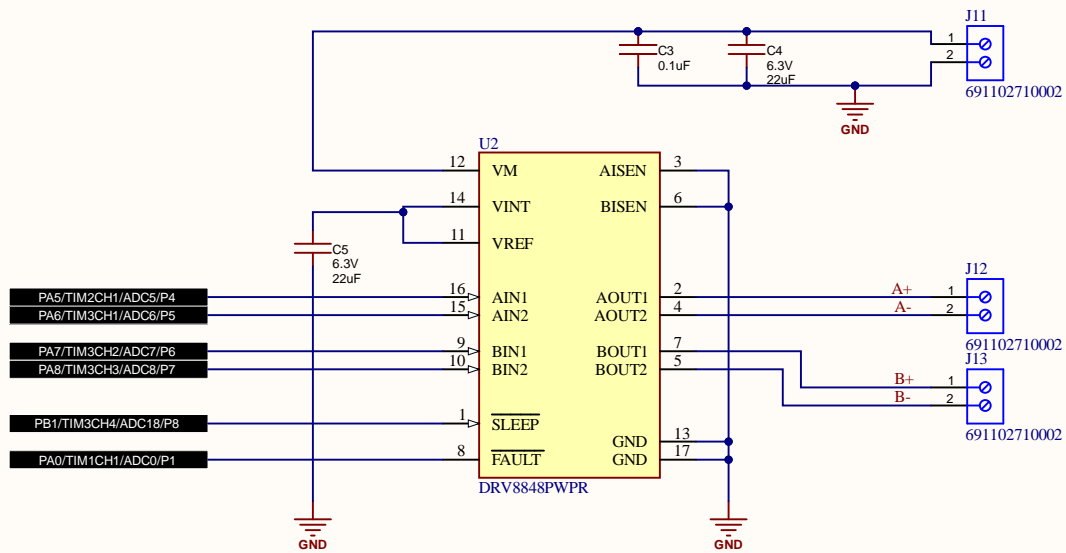 J11
1
2
691102710002
C3
0.1uF
C4
6.3V
22uF
GND
U2
12 VM
14 VINT
11 VREF
C5
6.3V
22uF
PA5/TIM2CH1/ADC5/P4 16 AIN1
PA6/TIM3CH1/ADC6/P5 15 AIN2
PA7/TIM3CH2/ADC7/P6 9 BIN1
PA8/TIM3CH3/ADC8/P7 10 BIN2
PB1/TIM3CH4/ADC18/P8 1 SLEEP
PA0/TIM1CH1/ADC0/P1 8 FAULT
AISEN 3
BISEN 6
AOUT1 2
AOUT2 4
BOUT1 7
BOUT2 5
GND 13
GND 17
DRV8848PWPR
J12
A+ 1
A- 2
691102710002
J13
B+ 1
B- 2
691102710002
GND
GND